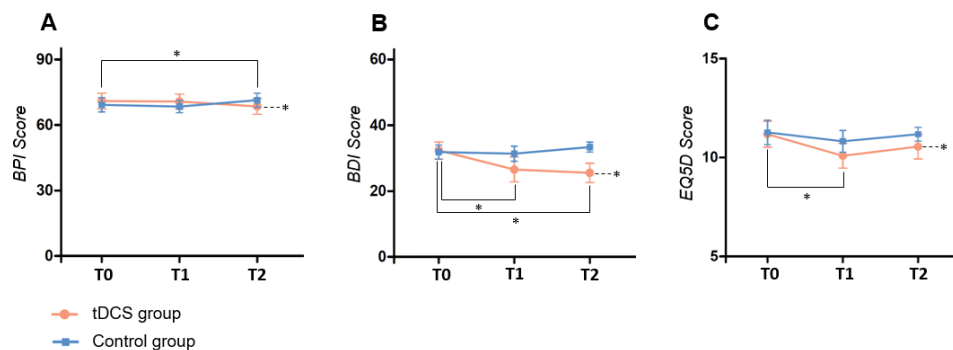 A
90
60
30
0
BPI Score
*
*
T0
T1
T2
B
60
40
20
0
BDI Score
*
*
*
T0
T1
T2
C
15
10
5
EQ5D Score
*
*
T0
T1
T2
tDCS group
Control group